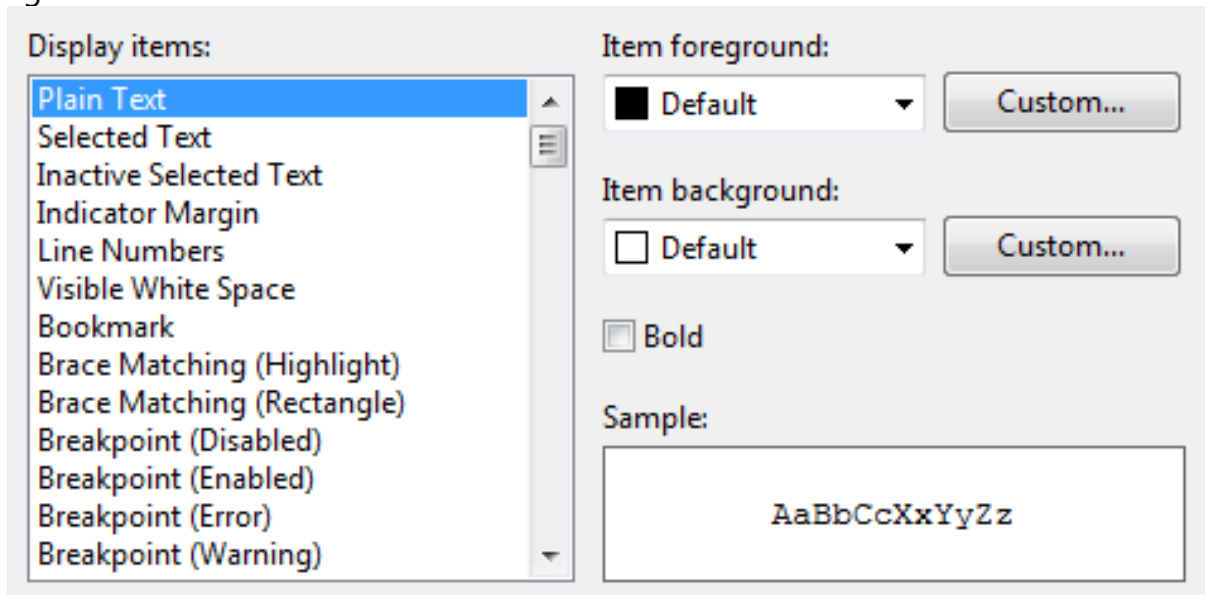 Display items:
Plain Text
Selected Text
Inactive Selected Text
Indicator Margin
Line Numbers
Visible White Space
Bookmark
Brace Matching (Highlight)
Brace Matching (Rectangle)
Breakpoint (Disabled)
Breakpoint (Enabled)
Breakpoint (Error)
Breakpoint (Warning)
Item foreground:
Default
Custom...
Item background:
Default
Custom...
Bold
Sample:
AaBbCcXxYyZz